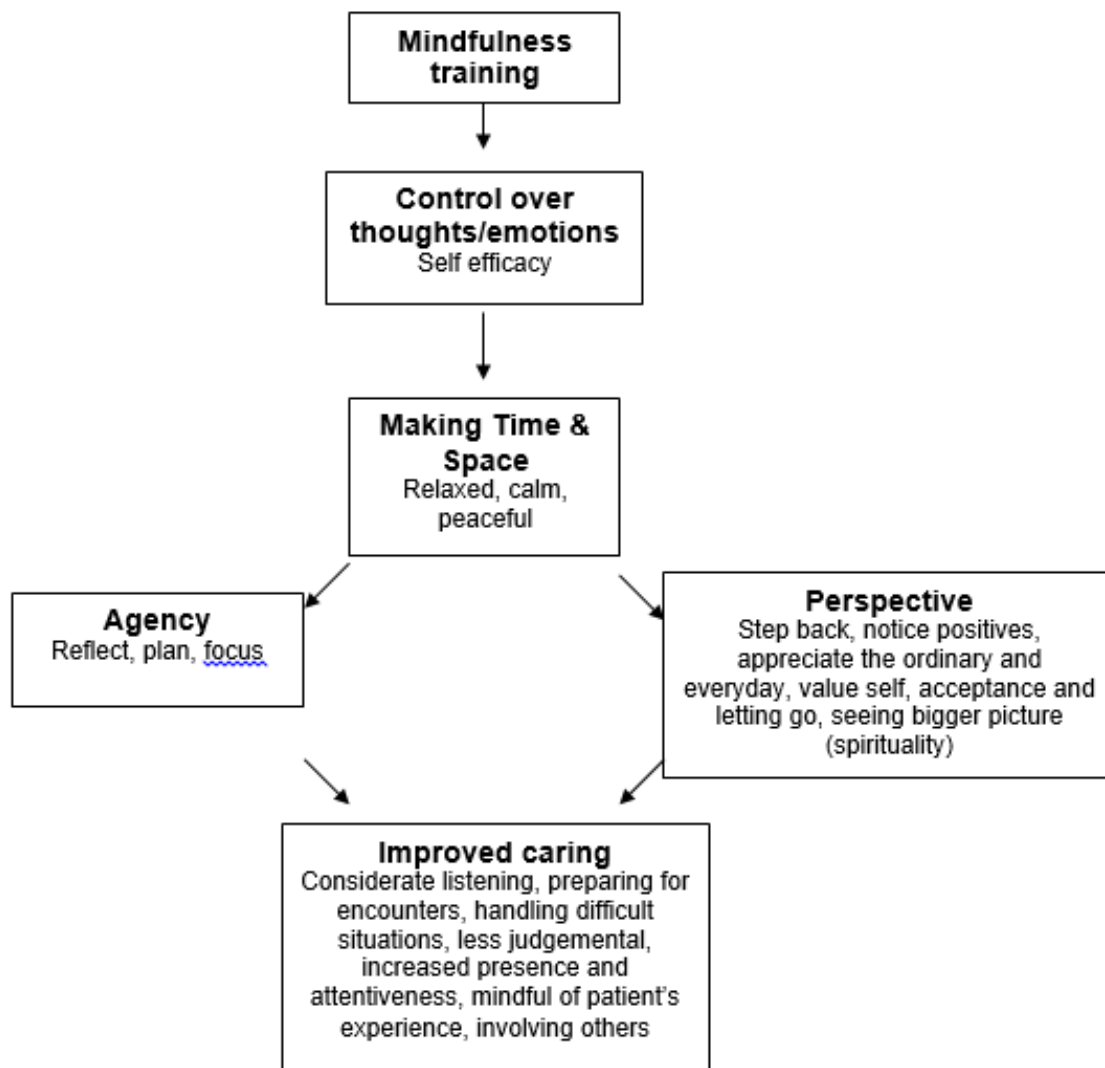 Mindfulness
training
Control over
thoughts/emotions
Self efficacy
Making Time &
Space
Relaxed, calm,
peaceful
Agency
Reflect, plan, focus
Perspective
Step back, notice positives,
appreciate the ordinary and
everyday, value self, acceptance and
letting go, seeing bigger picture
(spirituality)
Improved caring
Considerate listening, preparing for
encounters, handling difficult
situations, less judgemental,
increased presence and
attentiveness, mindful of patient's
experience, involving others